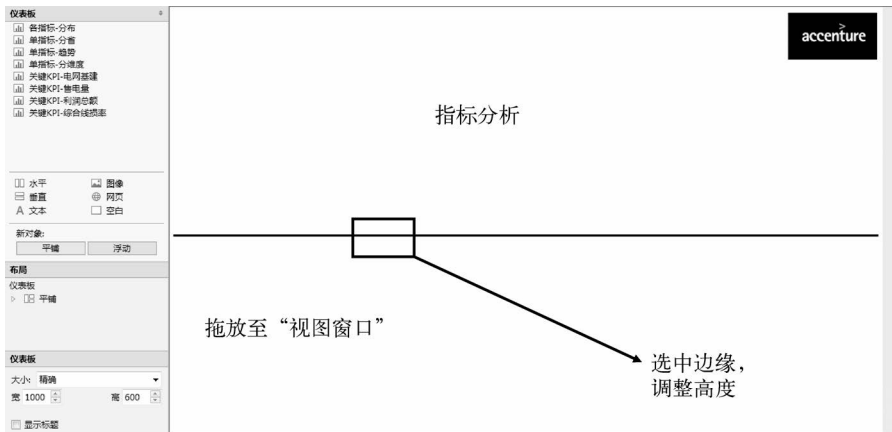 仪表板
各指标-分布
单指标-分省
单指标-趋势
单指标-分维度
关键KPI-电网基建
关键KPI-售电量
关键KPI-利润总额
关键KPI-综合线损率
水平 图像
垂直 网页
A 文本 空白
新对象:
平铺 浮动
布局
仪表板
平铺
仪表板
大小: 精确
宽 1000 高 600
显示标题
accenture
指标分析
拖放至“视图窗口”
选中边缘，
调整高度